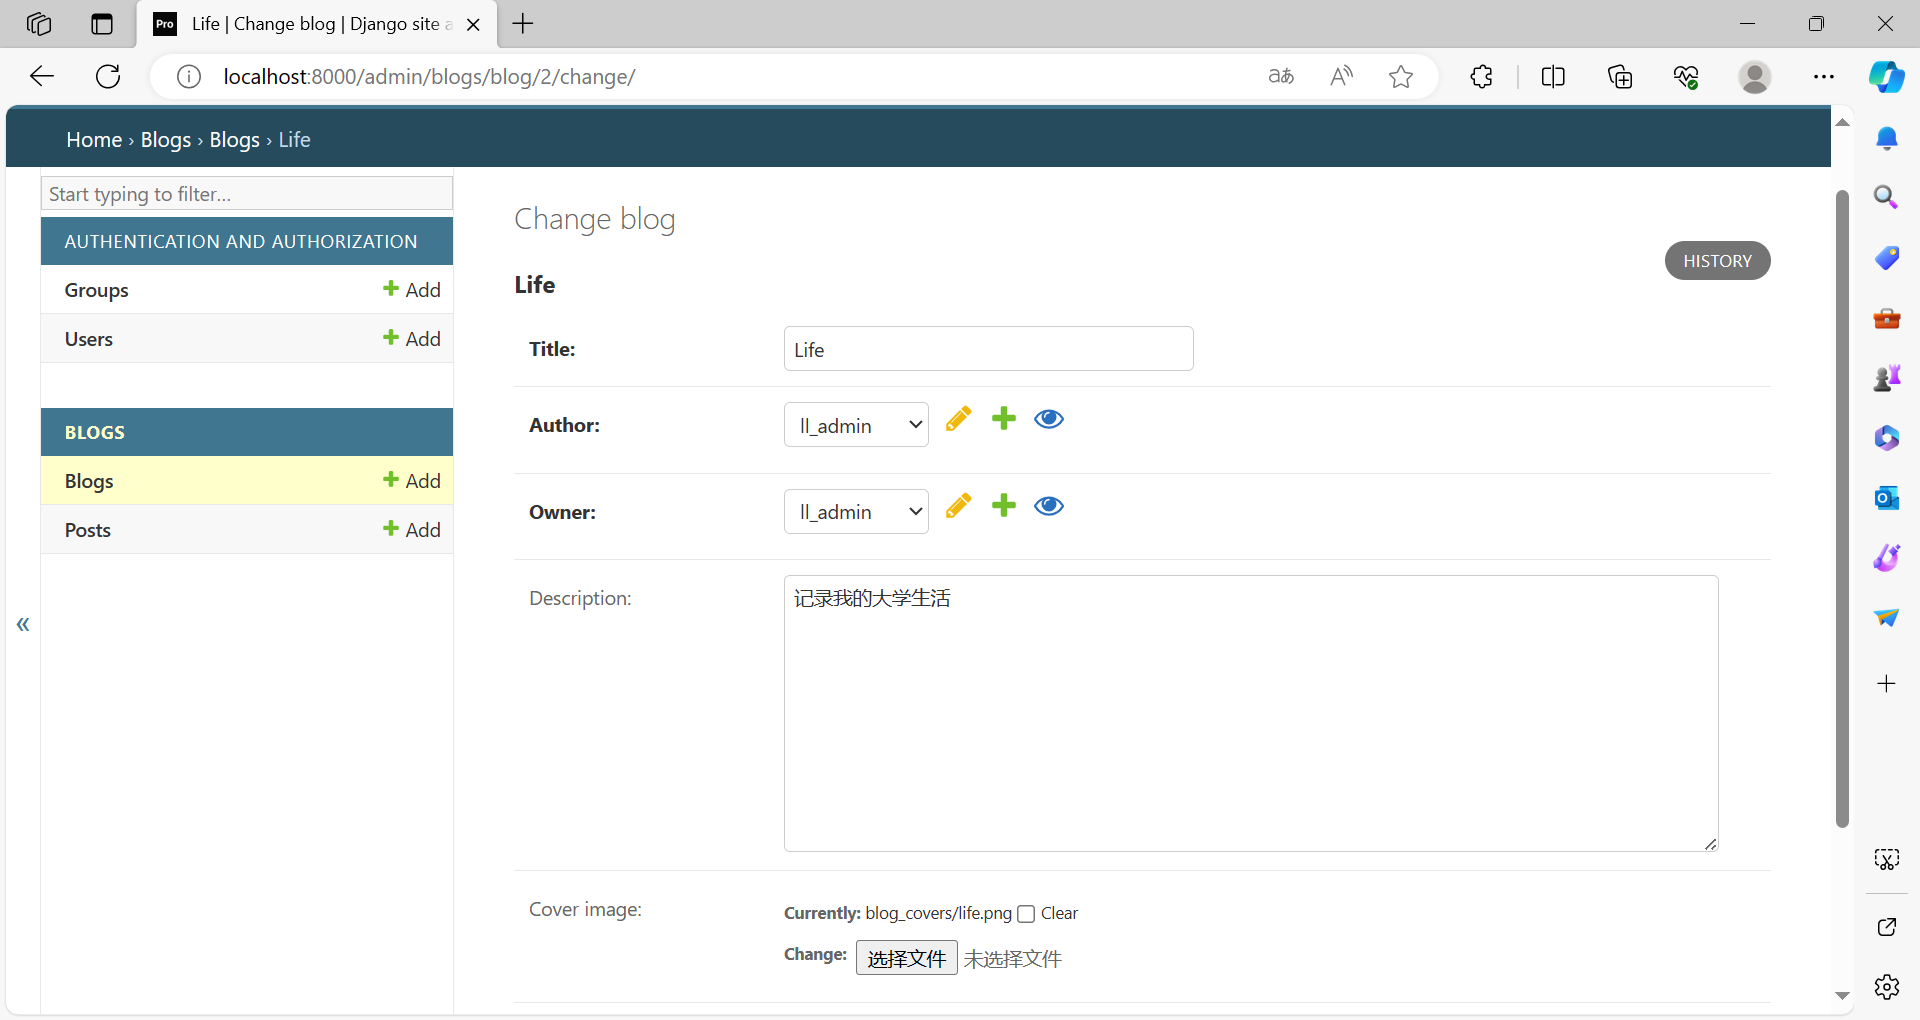 Pro Life | Change blog | Django site a
localhost:8000/admin/blogs/blog/2/change/
aあ
A
Home › Blogs › Blogs › Life
Start typing to filter...
AUTHENTICATION AND AUTHORIZATION
Groups Add
Users Add
BLOGS
Blogs Add
Posts Add
«
Change blog
HISTORY
Life
Title: Life
Author: ll_admin
Owner: ll_admin
Description: 记录我的大学生活
Cover image: Currently: blog_covers/life.png Clear
Change: 选择文件 未选择文件